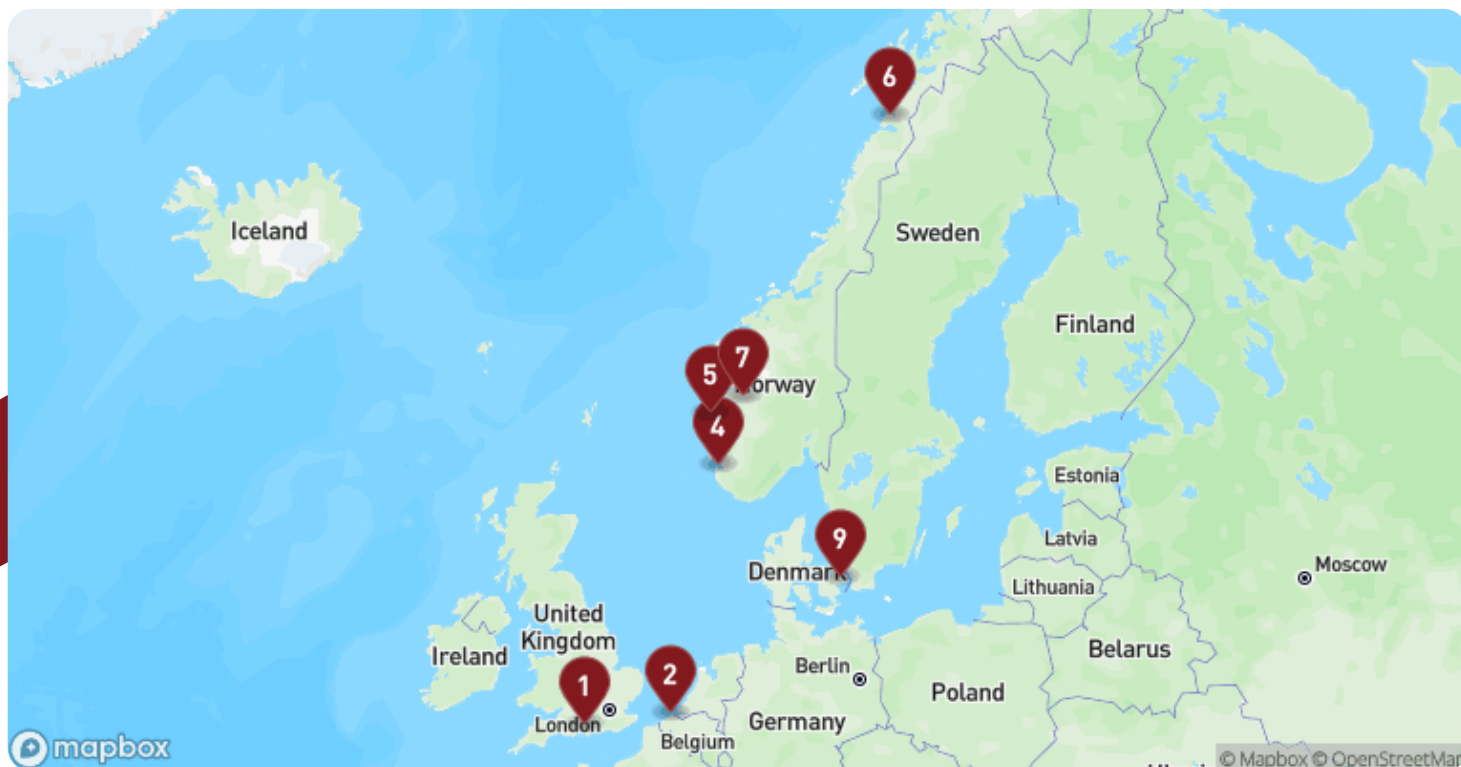 6
Iceland
Sweden
Finland
7
5
Norway
4
Estonia
9
Latvia
Denmark
Moscow
Lithuania
United
Kingdom
Ireland
Belarus
2
Berlin
1
Poland
London
Germany
Belgium
mapbox
© Mapbox © OpenStreetMap